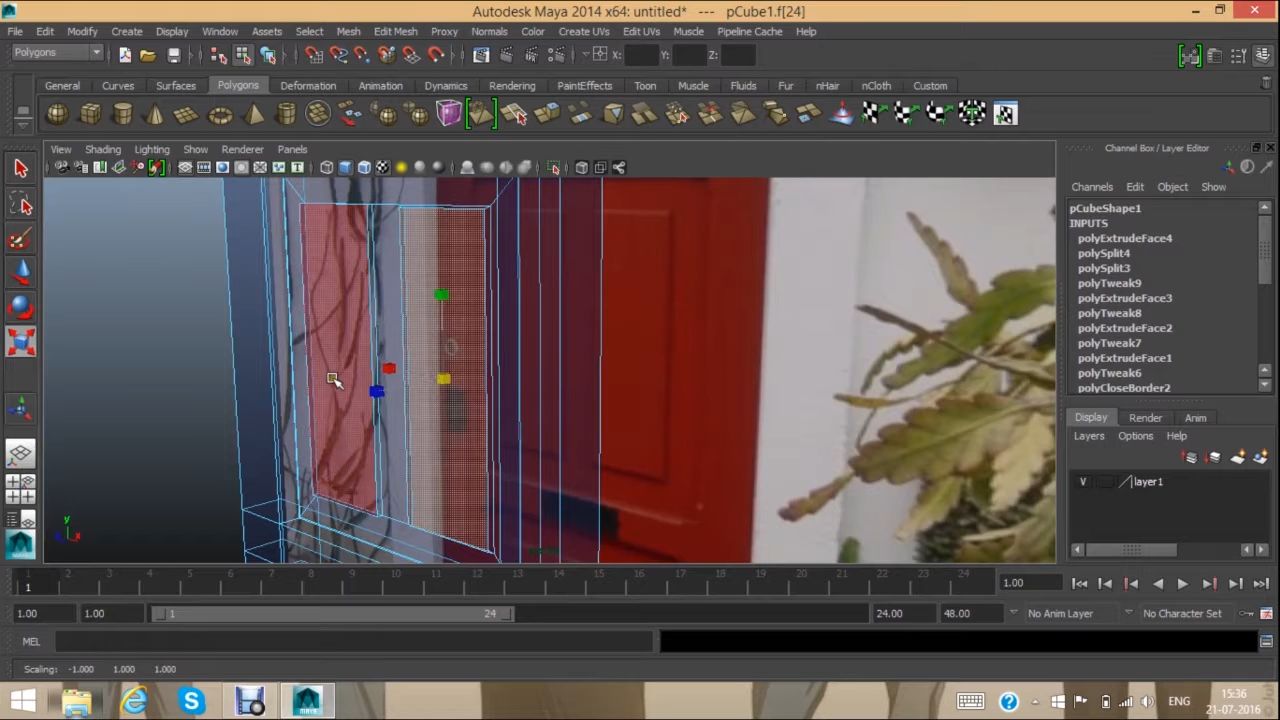 Autodesk Maya 2014 x64: untitled* --- pCube1.f[24]
File Edit Modify Create Display Window Assets Select Mesh Edit Mesh Proxy Normals Color Create UVs Edit UVs Muscle Pipeline Cache Help
Polygons X: Y: Z:
General Curves Surfaces Polygons Deformation Animation Dynamics Rendering PaintEffects Toon Muscle Fluids Fur nHair nCloth Custom
View Shading Lighting Show Renderer Panels
Channel Box / Layer Editor
Channels Edit Object Show
pCubeShape1
INPUTS
polyExtrudeFace4
polySplit4
polySplit3
polyTweak9
polyExtrudeFace3
polyTweak8
polyExtrudeFace2
polyTweak7
polyExtrudeFace1
polyTweak6
polyCloseBorder2
Display Render Anim
Layers Options Help
V layer1
y
1 2 3 4 5 6 7 8 9 10 11 12 13 14 15 16 17 18 19 20 21 22 23 24
1 1.00
1.00 1.00 1 24 24.00 48.00 No Anim Layer No Character Set
MEL
Scaling: -1.000 1.000 1.000
ENG 15:36
21-07-2016